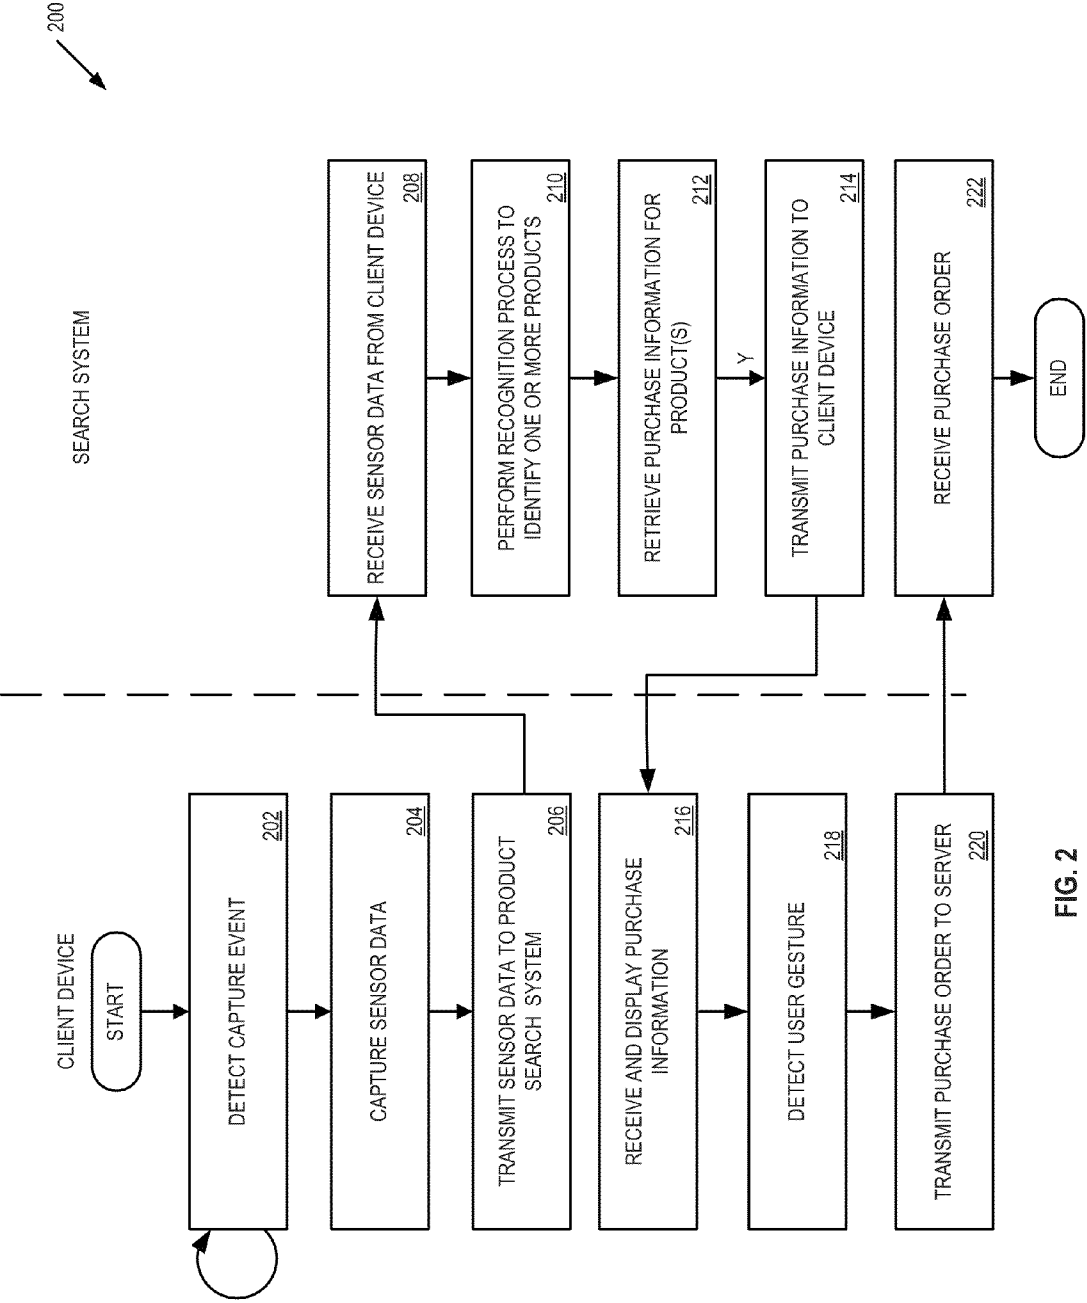 200
CLIENT DEVICE
SEARCH SYSTEM
START
DETECT CAPTURE EVENT
202
CAPTURE SENSOR DATA
204
TRANSMIT SENSOR DATA TO PRODUCT
SEARCH SYSTEM
206
RECEIVE SENSOR DATA FROM CLIENT DEVICE
208
PERFORM RECOGNITION PROCESS TO
IDENTIFY ONE OR MORE PRODUCTS
210
RETRIEVE PURCHASE INFORMATION FOR
PRODUCT(S)
212
Y
TRANSMIT PURCHASE INFORMATION TO
CLIENT DEVICE
214
RECEIVE AND DISPLAY PURCHASE
INFORMATION
216
DETECT USER GESTURE
218
TRANSMIT PURCHASE ORDER TO SERVER
220
RECEIVE PURCHASE ORDER
222
END
FIG. 2